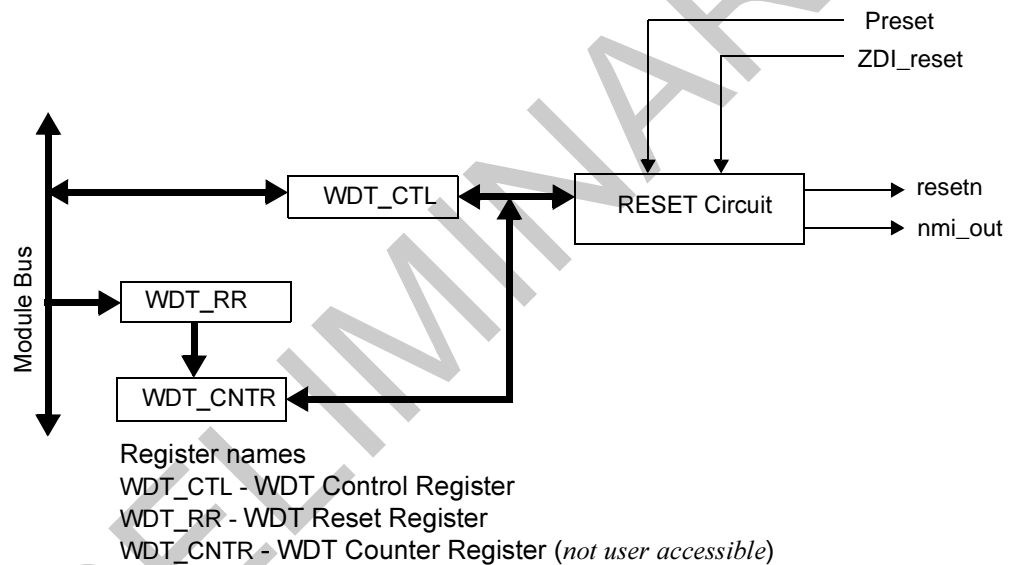 Preset
ZDI_reset
WDT_CTL
RESET Circuit
resetn
nmi_out
Module Bus
WDT_RR
WDT_CNTR
Register names
WDT_CTL - WDT Control Register
WDT_RR - WDT Reset Register
WDT_CNTR - WDT Counter Register (not user accessible)
ELIMINAR